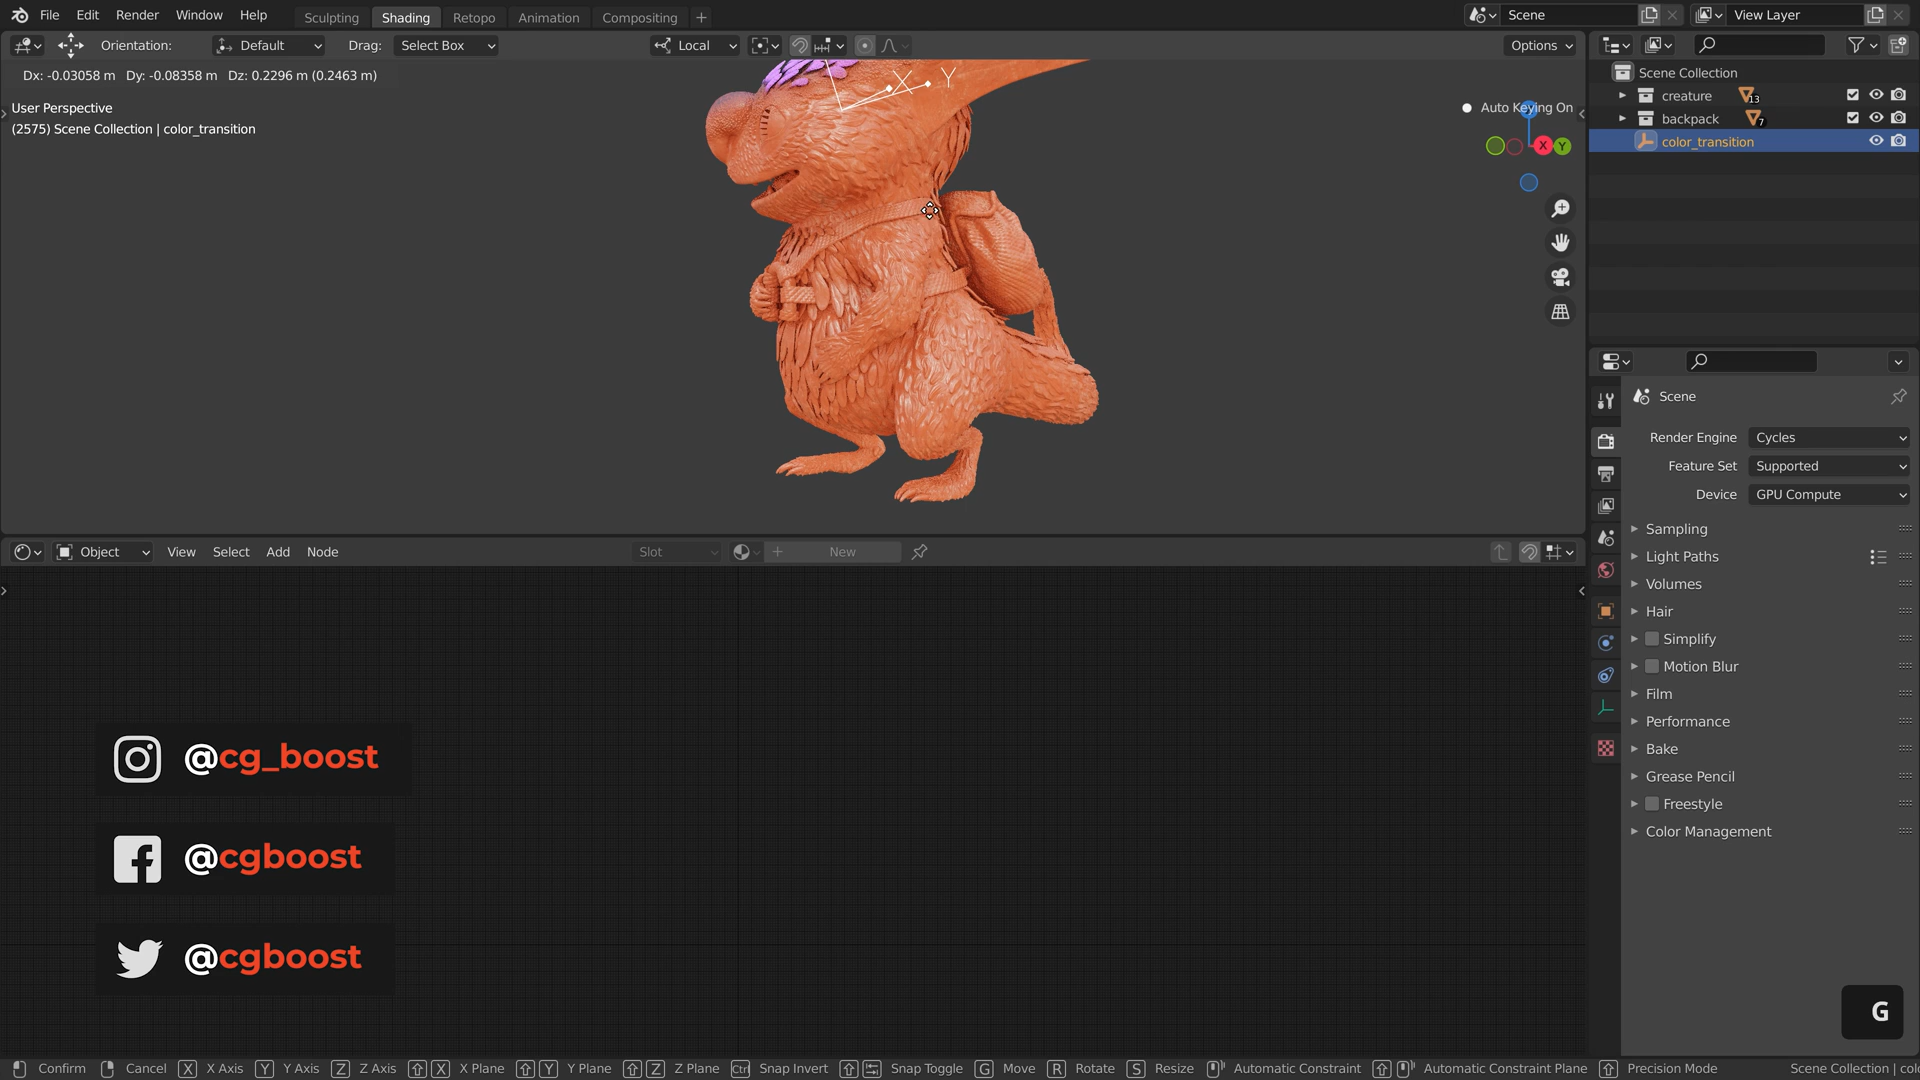 File Edit Render Window Help Sculpting Shading Retopo Animation Compositing + Scene View Layer
Orientation: Default Drag: Select Box Local Options
Dx: -0.03058 m Dy: -0.08358 m Dz: 0.2296 m (0.2463 m)
User Perspective
(2575) Scene Collection | color_transition
X Y
Auto Keying On
X Y
Scene Collection
creature 13
backpack 7
color_transition
Scene
Render Engine Cycles
Feature Set Supported
Device GPU Compute
Sampling
Light Paths
Volumes
Hair
Simplify
Motion Blur
Film
Performance
Bake
Grease Pencil
Freestyle
Color Management
Object View Select Add Node Slot + New
@cg_boost
@cgboost
@cgboost
G
Confirm Cancel X X Axis Y Y Axis Z Z Axis X X Plane Y Y Plane Z Z Plane Ctrl Snap Invert Snap Toggle G Move R Rotate S Resize Automatic Constraint Automatic Constraint Plane Precision Mode Scene Collection | col